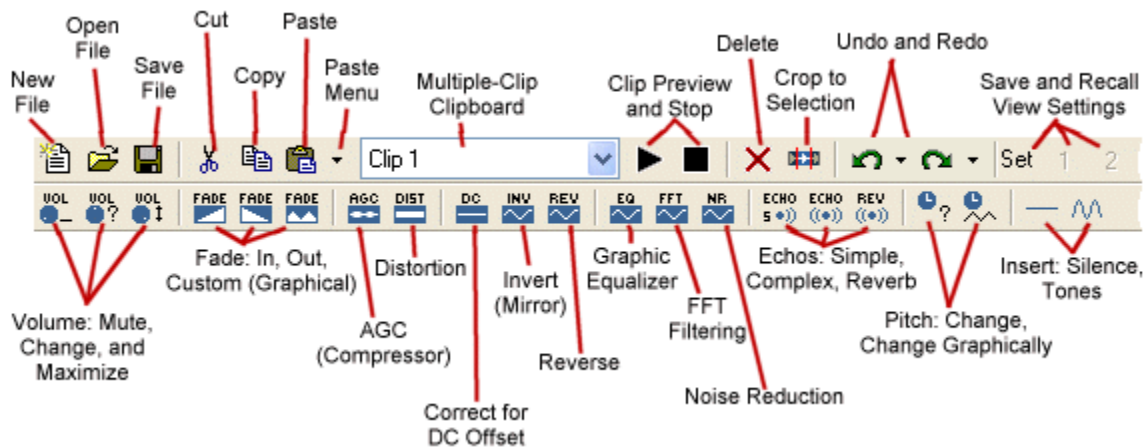 New
File
Open
File
Save
File
Cut
Copy
Paste
Paste
Menu
Multiple-Clip
Clipboard
Clip Preview
and Stop
Delete
Crop to
Selection
Undo and Redo
Save and Recall
View Settings
Clip 1
Set 1 2
VOL VOL ? VOL FADE FADE FADE AGC DIST DC INV REV EQ FFT NR ECHO S ECHO REV ?
Volume: Mute,
Change, and
Maximize
Fade: In, Out,
Custom (Graphical)
AGC
(Compressor)
Distortion
Correct for
DC Offset
Invert
(Mirror)
Reverse
Graphic
Equalizer
FFT
Filtering
Noise Reduction
Echos: Simple,
Complex, Reverb
Pitch: Change,
Change Graphically
Insert: Silence,
Tones